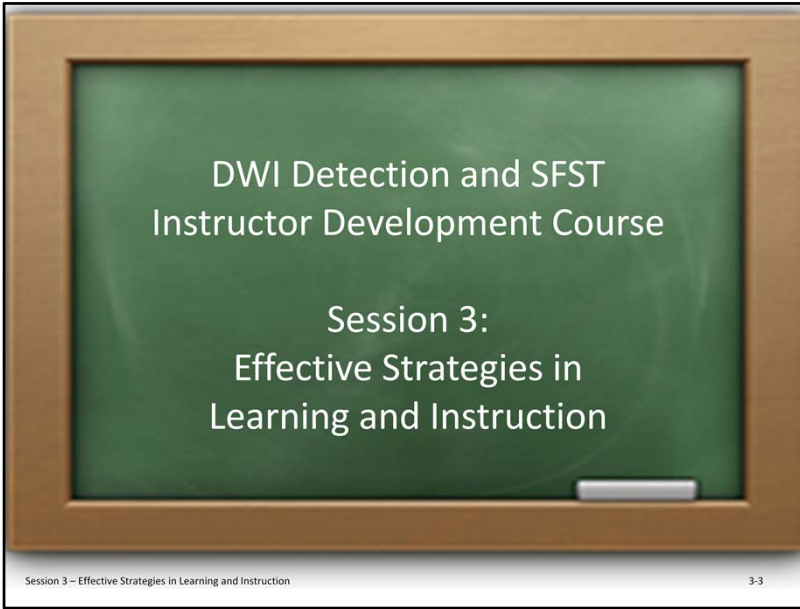 DWI Detection and SFST
Instructor Development Course
Session 3:
Effective Strategies in
Learning and Instruction
Session 3 – Effective Strategies in Learning and Instruction
3-3